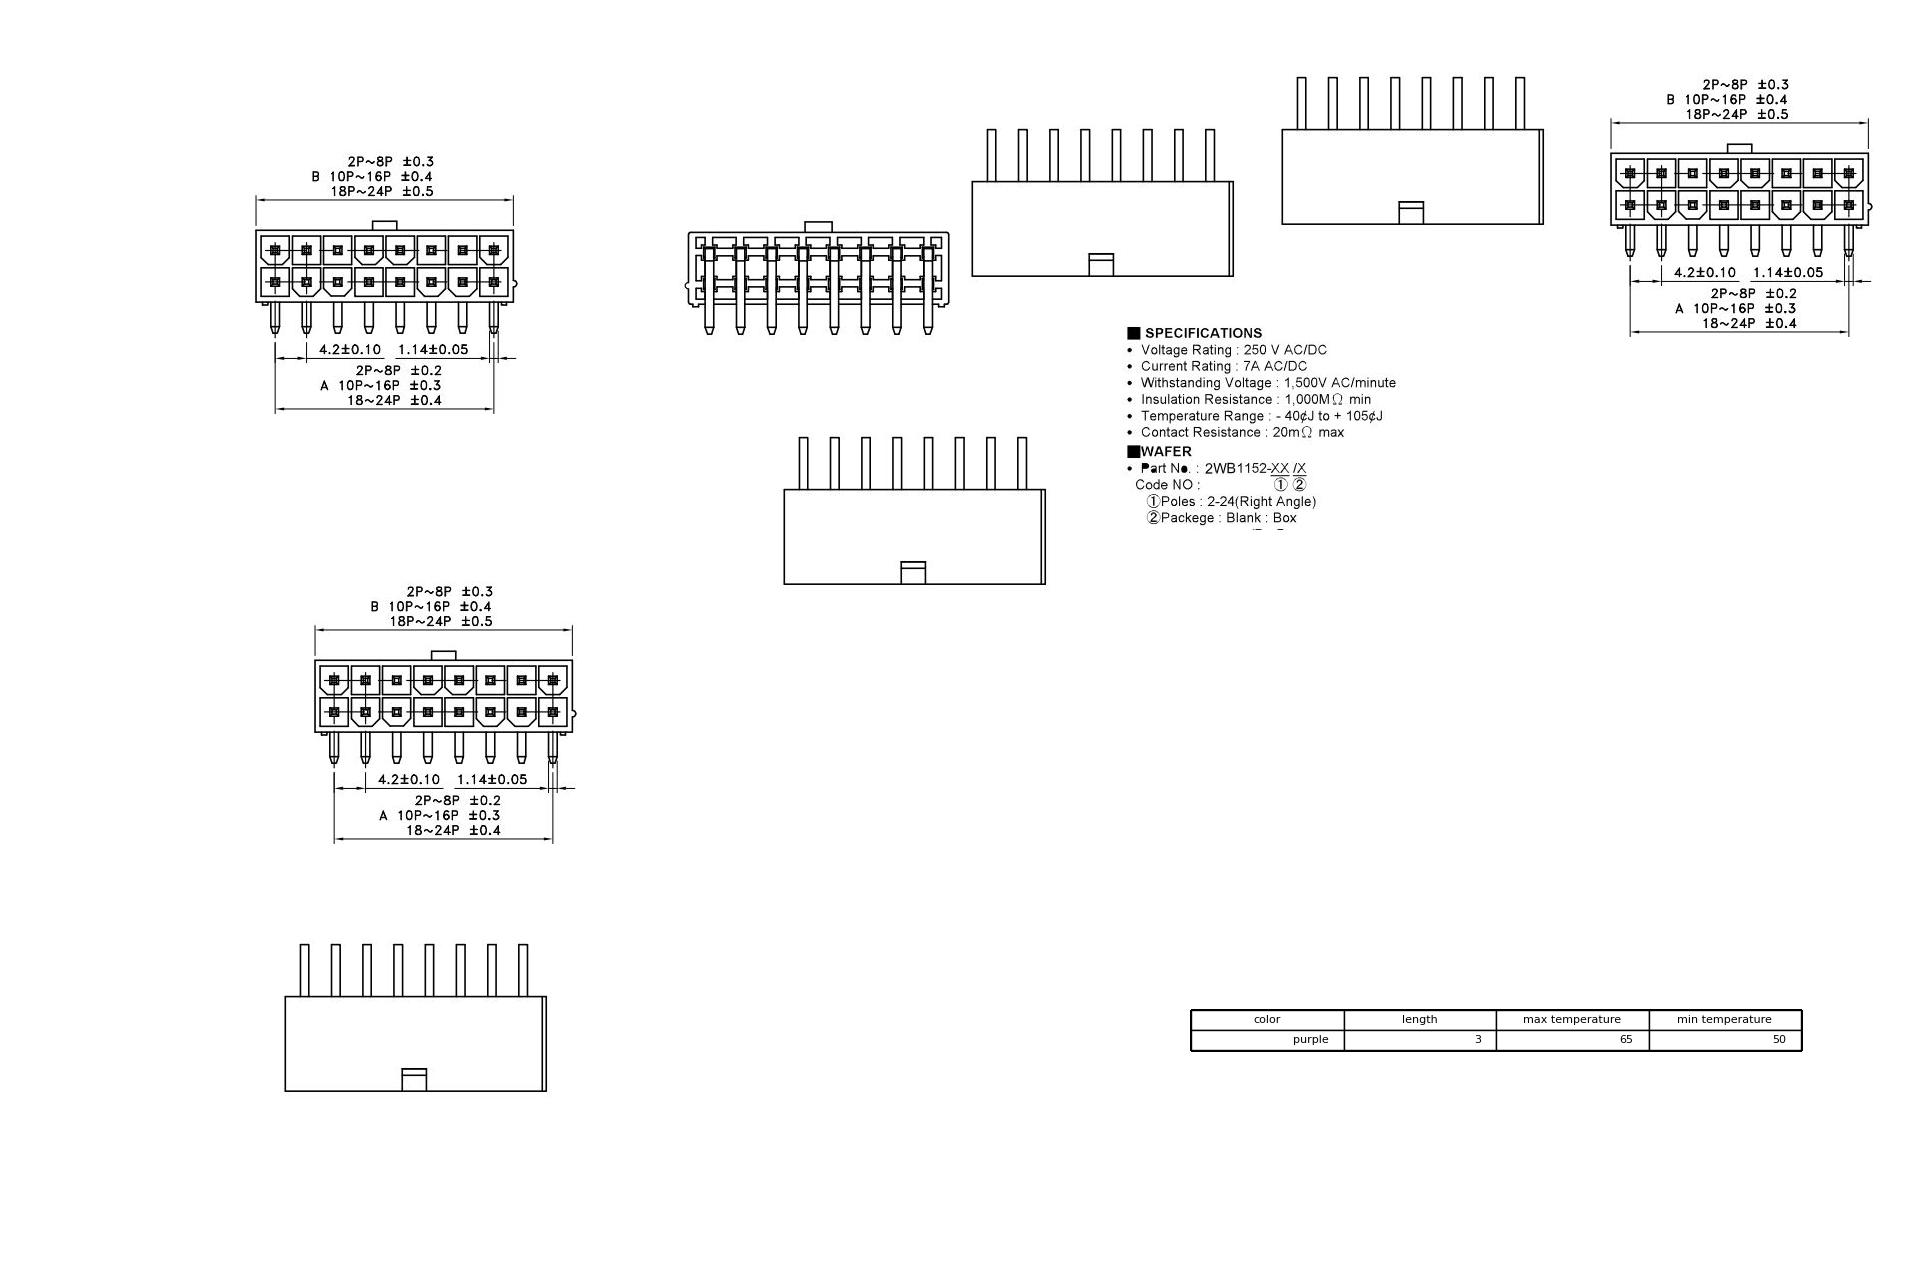 2P~8P ±0.3
B 10P~16P ±0.4
18P~24P ±0.5
4.2±0.10 1.14±0.05
2P~8P ±0.2
A 10P~16P ±0.3
18~24P ±0.4
2P~8P ±0.3
B 10P~16P ±0.4
18P~24P ±0.5
4.2±0.10 1.14±0.05
2P~8P ±0.2
A 10P~16P ±0.3
18~24P ±0.4
■ SPECIFICATIONS
• Voltage Rating : 250 V AC/DC
• Current Rating : 7A AC/DC
• Withstanding Voltage : 1,500V AC/minute
• Insulation Resistance : 1,000MΩ min
• Temperature Range : - 40¢J to + 105¢J
• Contact Resistance : 20mΩ max
■WAFER
• Part No. : 2WB1152-XX /X
Code NO : ① ②
①Poles : 2-24(Right Angle)
②Packege : Blank : Box
2P~8P ±0.3
B 10P~16P ±0.4
18P~24P ±0.5
4.2±0.10 1.14±0.05
2P~8P ±0.2
A 10P~16P ±0.3
18~24P ±0.4
color length max temperature min temperature
purple 3 65 50